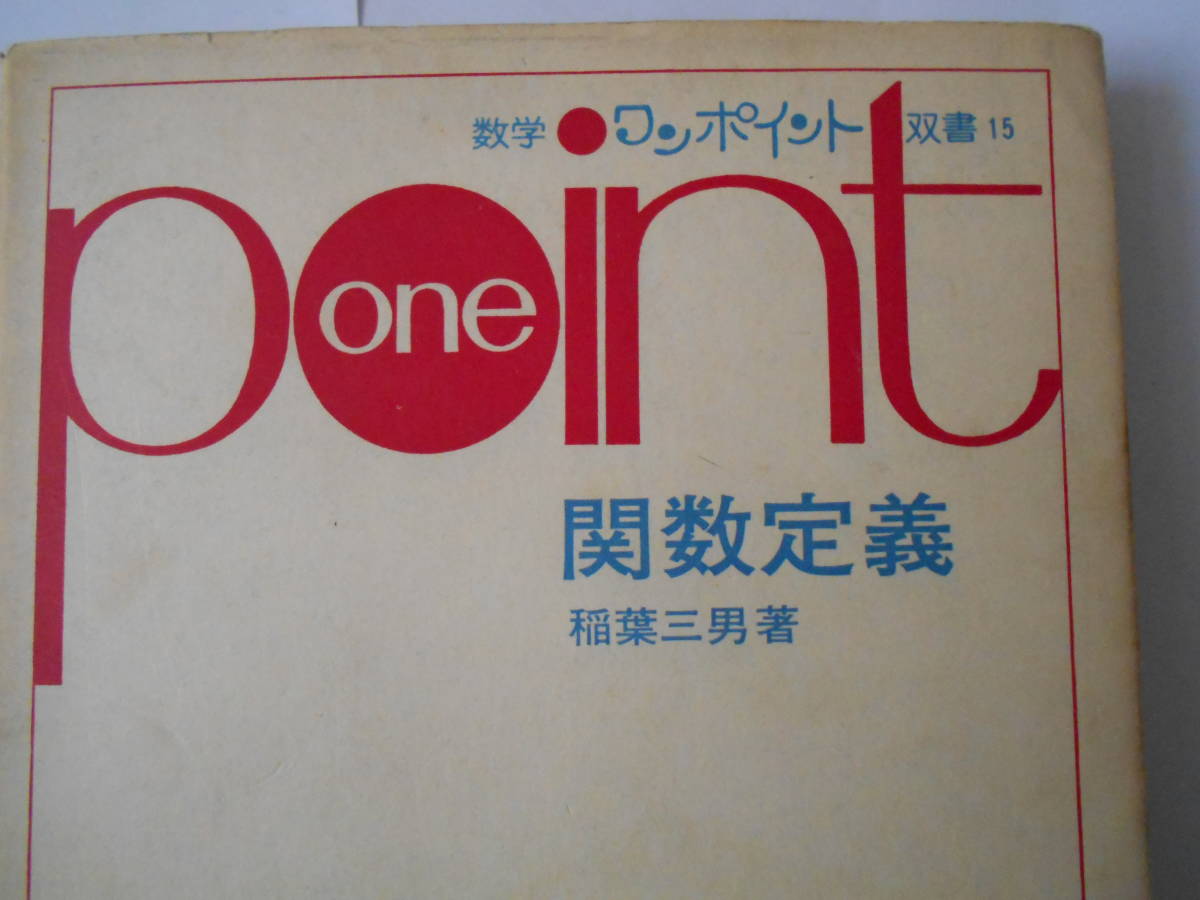 数学・ワンポイント双書 15
point
one
関数定義
稲葉三男著